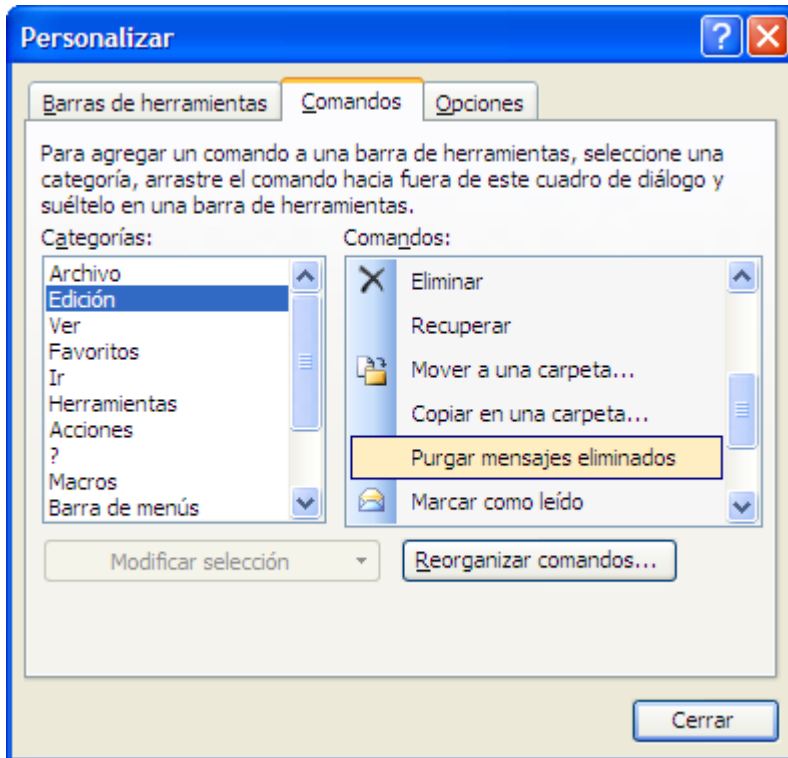 Personalizar
Barras de herramientas
Comandos
Opciones
Para agregar un comando a una barra de herramientas, seleccione una
categoría, arrastre el comando hacia fuera de este cuadro de diálogo y
suéltelo en una barra de herramientas.
Categorías:
Archivo
Edición
Ver
Favoritos
Ir
Herramientas
Acciones
?
Macros
Barra de menús
Comandos:
Eliminar
Recuperar
Mover a una carpeta...
Copiar en una carpeta...
Purgar mensajes eliminados
Marcar como leído
Modificar selección
Reorganizar comandos...
Cerrar